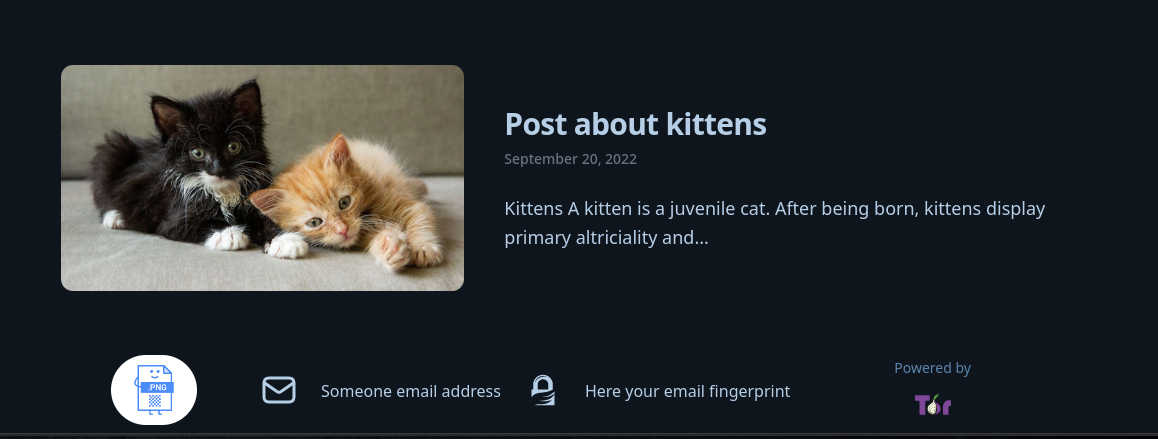 Post about kittens
September 20, 2022
Kittens A kitten is a juvenile cat. After being born, kittens display
primary altriciality and...
.PNG
Someone email address
Here your email fingerprint
Powered by
Tor